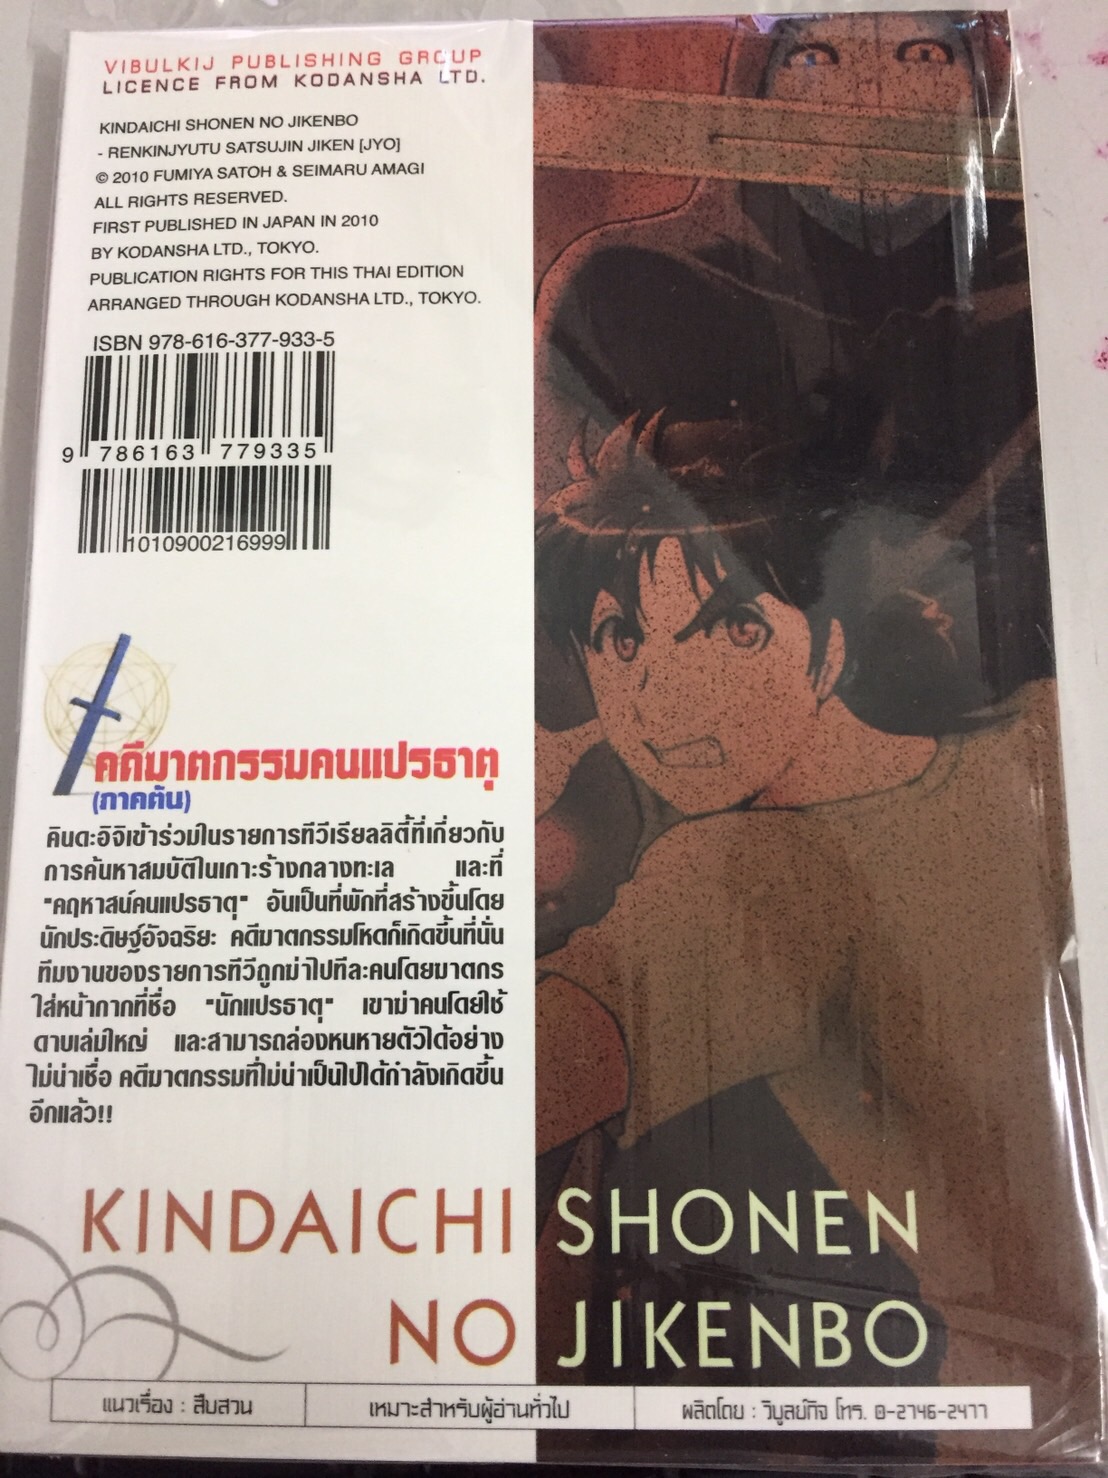 VIBULKIJ PUBLISHING GROUP
LICENCE FROM KODANSHA LTD.
KINDAICHI SHONEN NO JIKENBO
- RENKINJYUTU SATSUJIN JIKEN [JYO]
© 2010 FUMIYA SATOH & SEIMARU AMAGI
ALL RIGHTS RESERVED.
FIRST PUBLISHED IN JAPAN IN 2010
BY KODANSHA LTD., TOKYO.
PUBLICATION RIGHTS FOR THIS THAI EDITION
ARRANGED THROUGH KODANSHA LTD., TOKYO.
ISBN 978-616-377-933-5
9 786163 779335
1010900216999
คดีฆาตกรรมคนแปรธาตุ
(ภาคต้น)
คินดะอิจิเข้าร่วมในรายการทีวีเรียลลิตี้ที่เกี่ยวกับ
การค้นหาสมบัติในเกาะร้างกลางทะเล และที่
"คฤหาสน์คนแปรธาตุ" อันเป็นที่พักที่สร้างขึ้นโดย
นักประดิษฐ์อัจฉริยะ คดีฆาตกรรมโหดก็เกิดขึ้นที่นั่น
ทีมงานของรายการทีวีถูกฆ่าไปทีละคนโดยฆาตกร
ใส่หน้ากากที่ชื่อ "นักแปรธาตุ" เขาฆ่าคนโดยใช้
ดาบเล่มใหญ่ และสามารถล่องหนหายตัวได้อย่าง
ไม่น่าเชื่อ คดีฆาตกรรมที่ไม่น่าเป็นไปได้กำลังเกิดขึ้น
อีกแล้ว!!
KINDAICHI SHONEN
NO JIKENBO
แนวเรื่อง : สืบสวน เหมาะสำหรับผู้อ่านทั่วไป ผลิตโดย : วิบูลย์กิจ โทร. 0-2746-2477